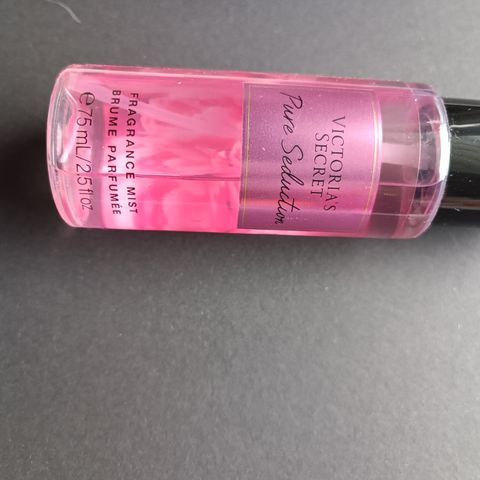 VICTORIA'S
SECRET
Pure Seduction
FRAGRANCE MIST
BRUME PARFUMÉE
℮75mL/2.5fl oz